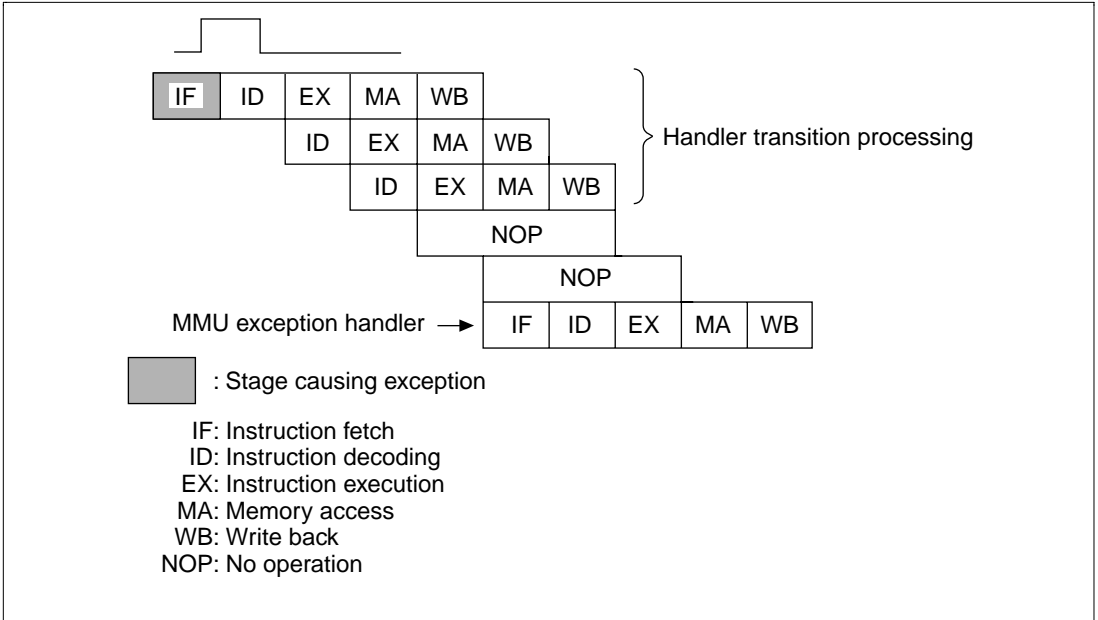 IF ID EX MA WB
ID EX MA WB
Handler transition processing
ID EX MA WB
NOP
NOP
MMU exception handler IF ID EX MA WB
: Stage causing exception
IF: Instruction fetch
ID: Instruction decoding
EX: Instruction execution
MA: Memory access
WB: Write back
NOP: No operation